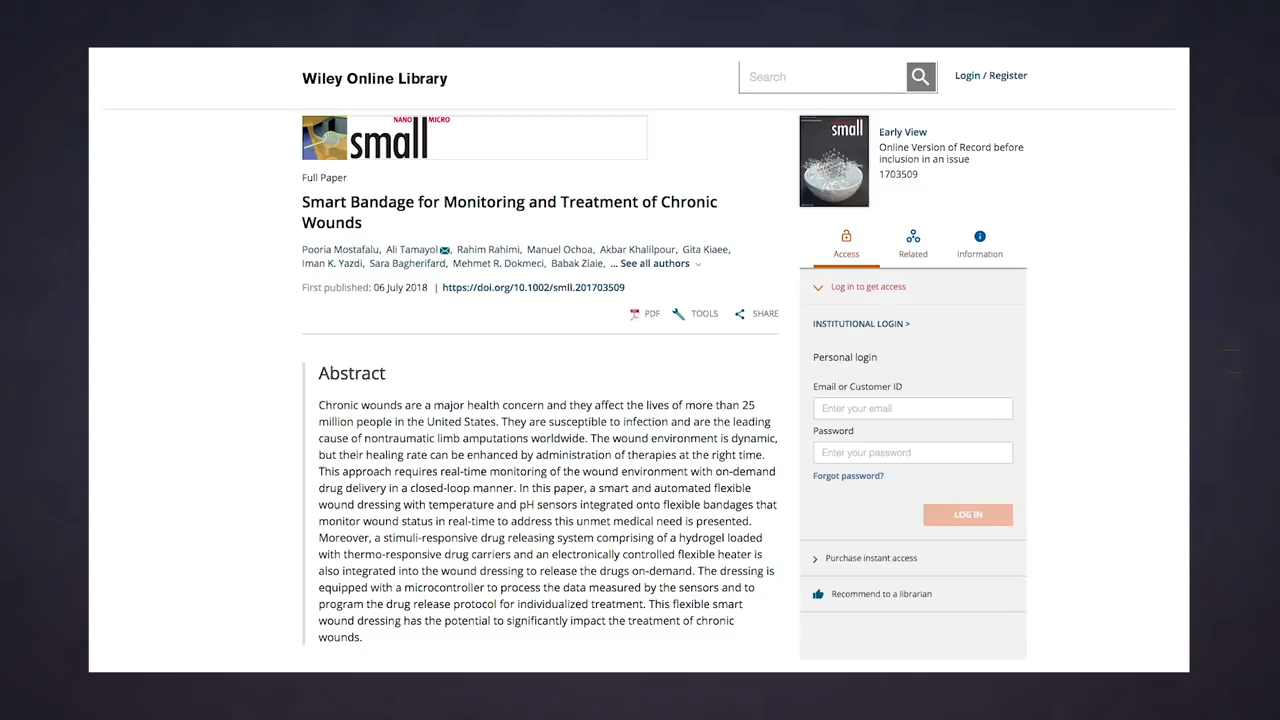 Wiley Online Library
Search
Login / Register
NANO MICRO
small
Full Paper
Smart Bandage for Monitoring and Treatment of Chronic
Wounds
Pooria Mostafalu, Ali Tamayol, Rahim Rahimi, Manuel Ochoa, Akbar Khalilpour, Gita Kiaee,
Iman K. Yazdi, Sara Bagherifard, Mehmet R. Dokmeci, Babak Ziaie, ... See all authors
First published: 06 July 2018 | https://doi.org/10.1002/smll.201703509
PDF TOOLS SHARE
Abstract
Chronic wounds are a major health concern and they affect the lives of more than 25
million people in the United States. They are susceptible to infection and are the leading
cause of nontraumatic limb amputations worldwide. The wound environment is dynamic,
but their healing rate can be enhanced by administration of therapies at the right time.
This approach requires real-time monitoring of the wound environment with on-demand
drug delivery in a closed-loop manner. In this paper, a smart and automated flexible
wound dressing with temperature and pH sensors integrated onto flexible bandages that
monitor wound status in real-time to address this unmet medical need is presented.
Moreover, a stimuli-responsive drug releasing system comprising of a hydrogel loaded
with thermo-responsive drug carriers and an electronically controlled flexible heater is
also integrated into the wound dressing to release the drugs on-demand. The dressing is
equipped with a microcontroller to process the data measured by the sensors and to
program the drug release protocol for individualized treatment. This flexible smart
wound dressing has the potential to significantly impact the treatment of chronic
wounds.
small
Early View
Online Version of Record before
inclusion in an issue
1703509
Access Related Information
Log in to get access
INSTITUTIONAL LOGIN >
Personal login
Email or Customer ID
Enter your email
Password
Enter your password
Forgot password?
LOG IN
Purchase instant access
Recommend to a librarian